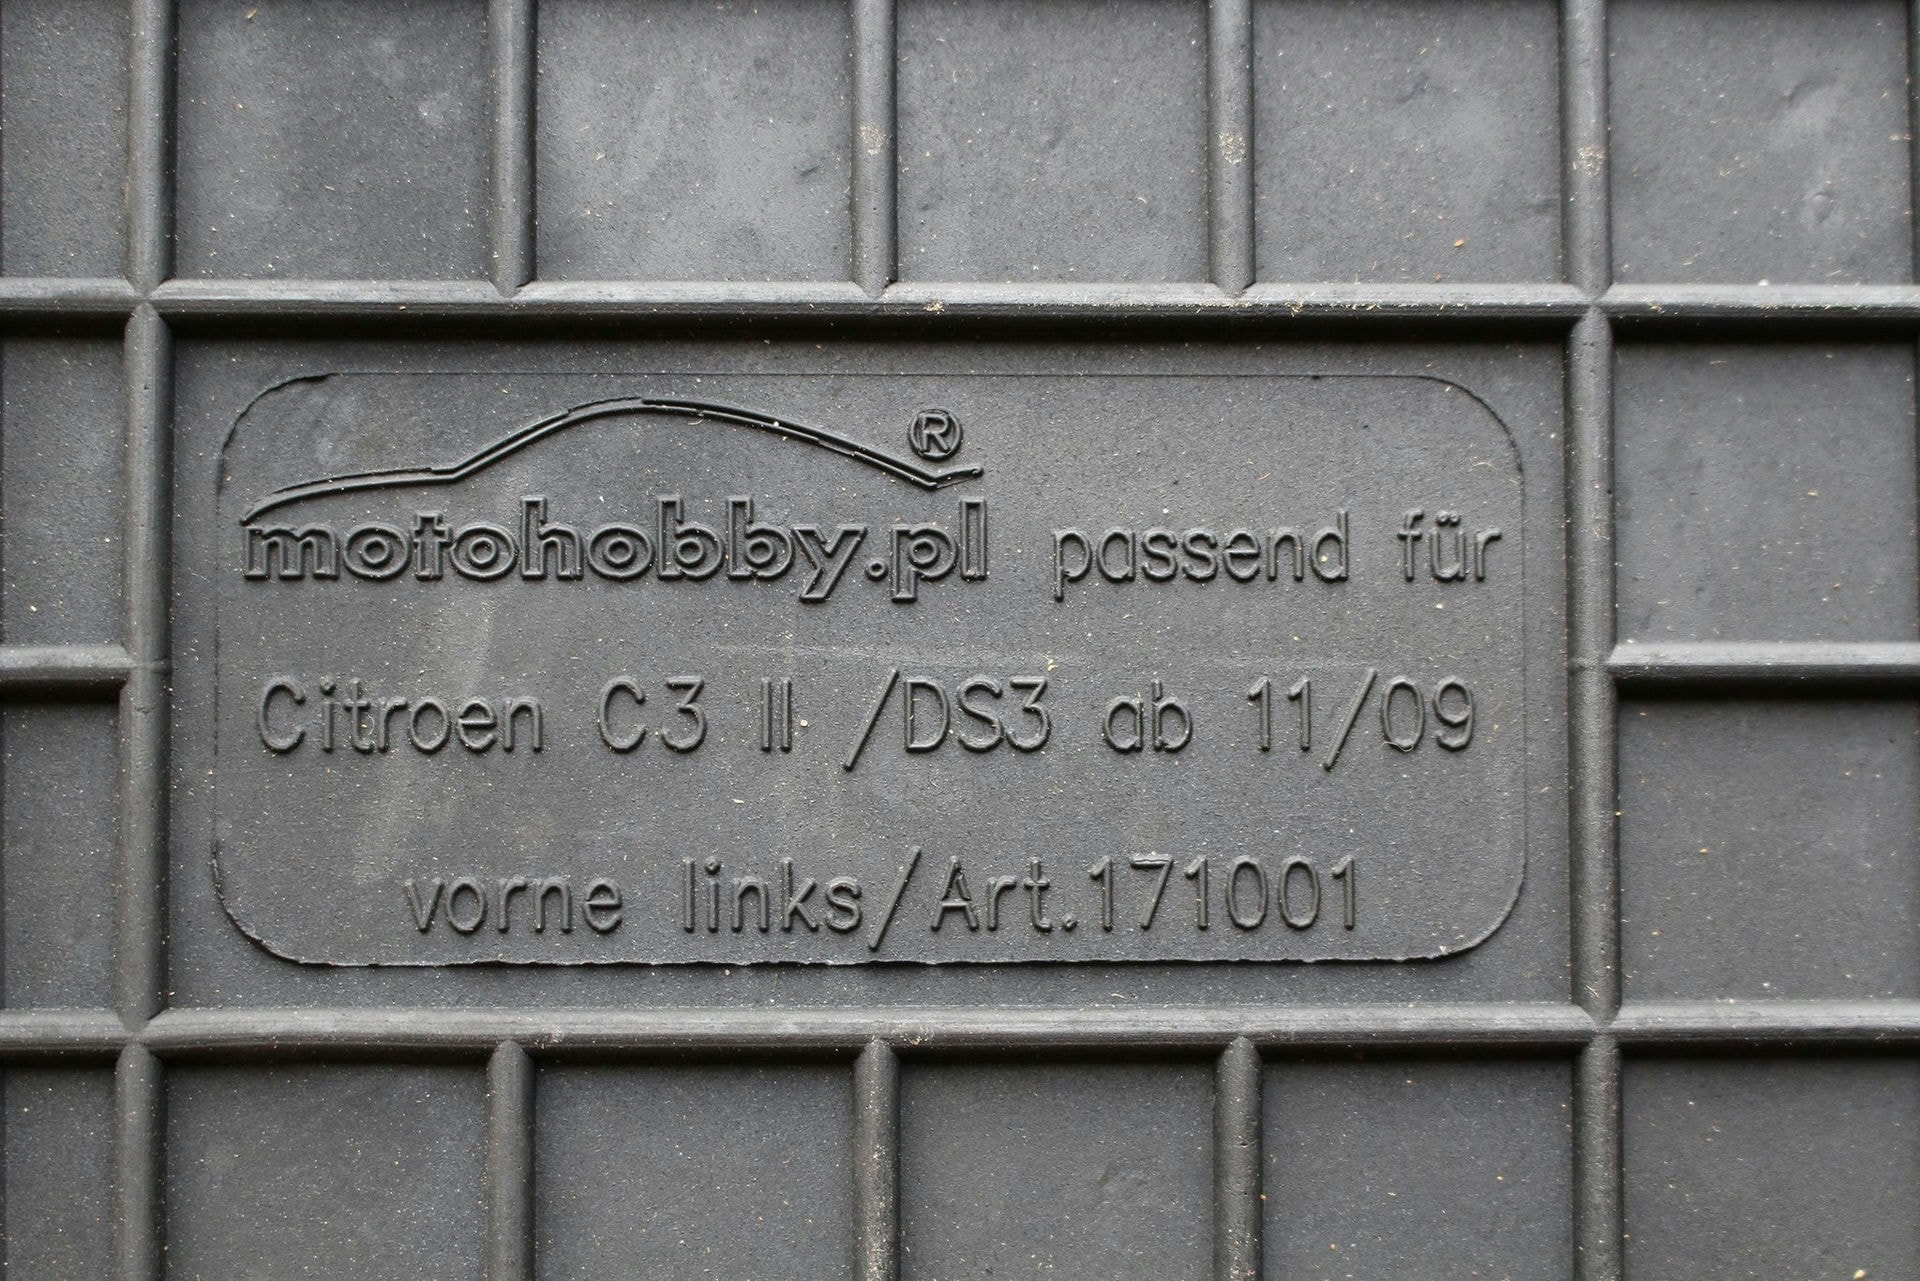 motohobby.pl® passend für
Citroen C3 II /DS3 ab 11/09
vorne links/Art.171001